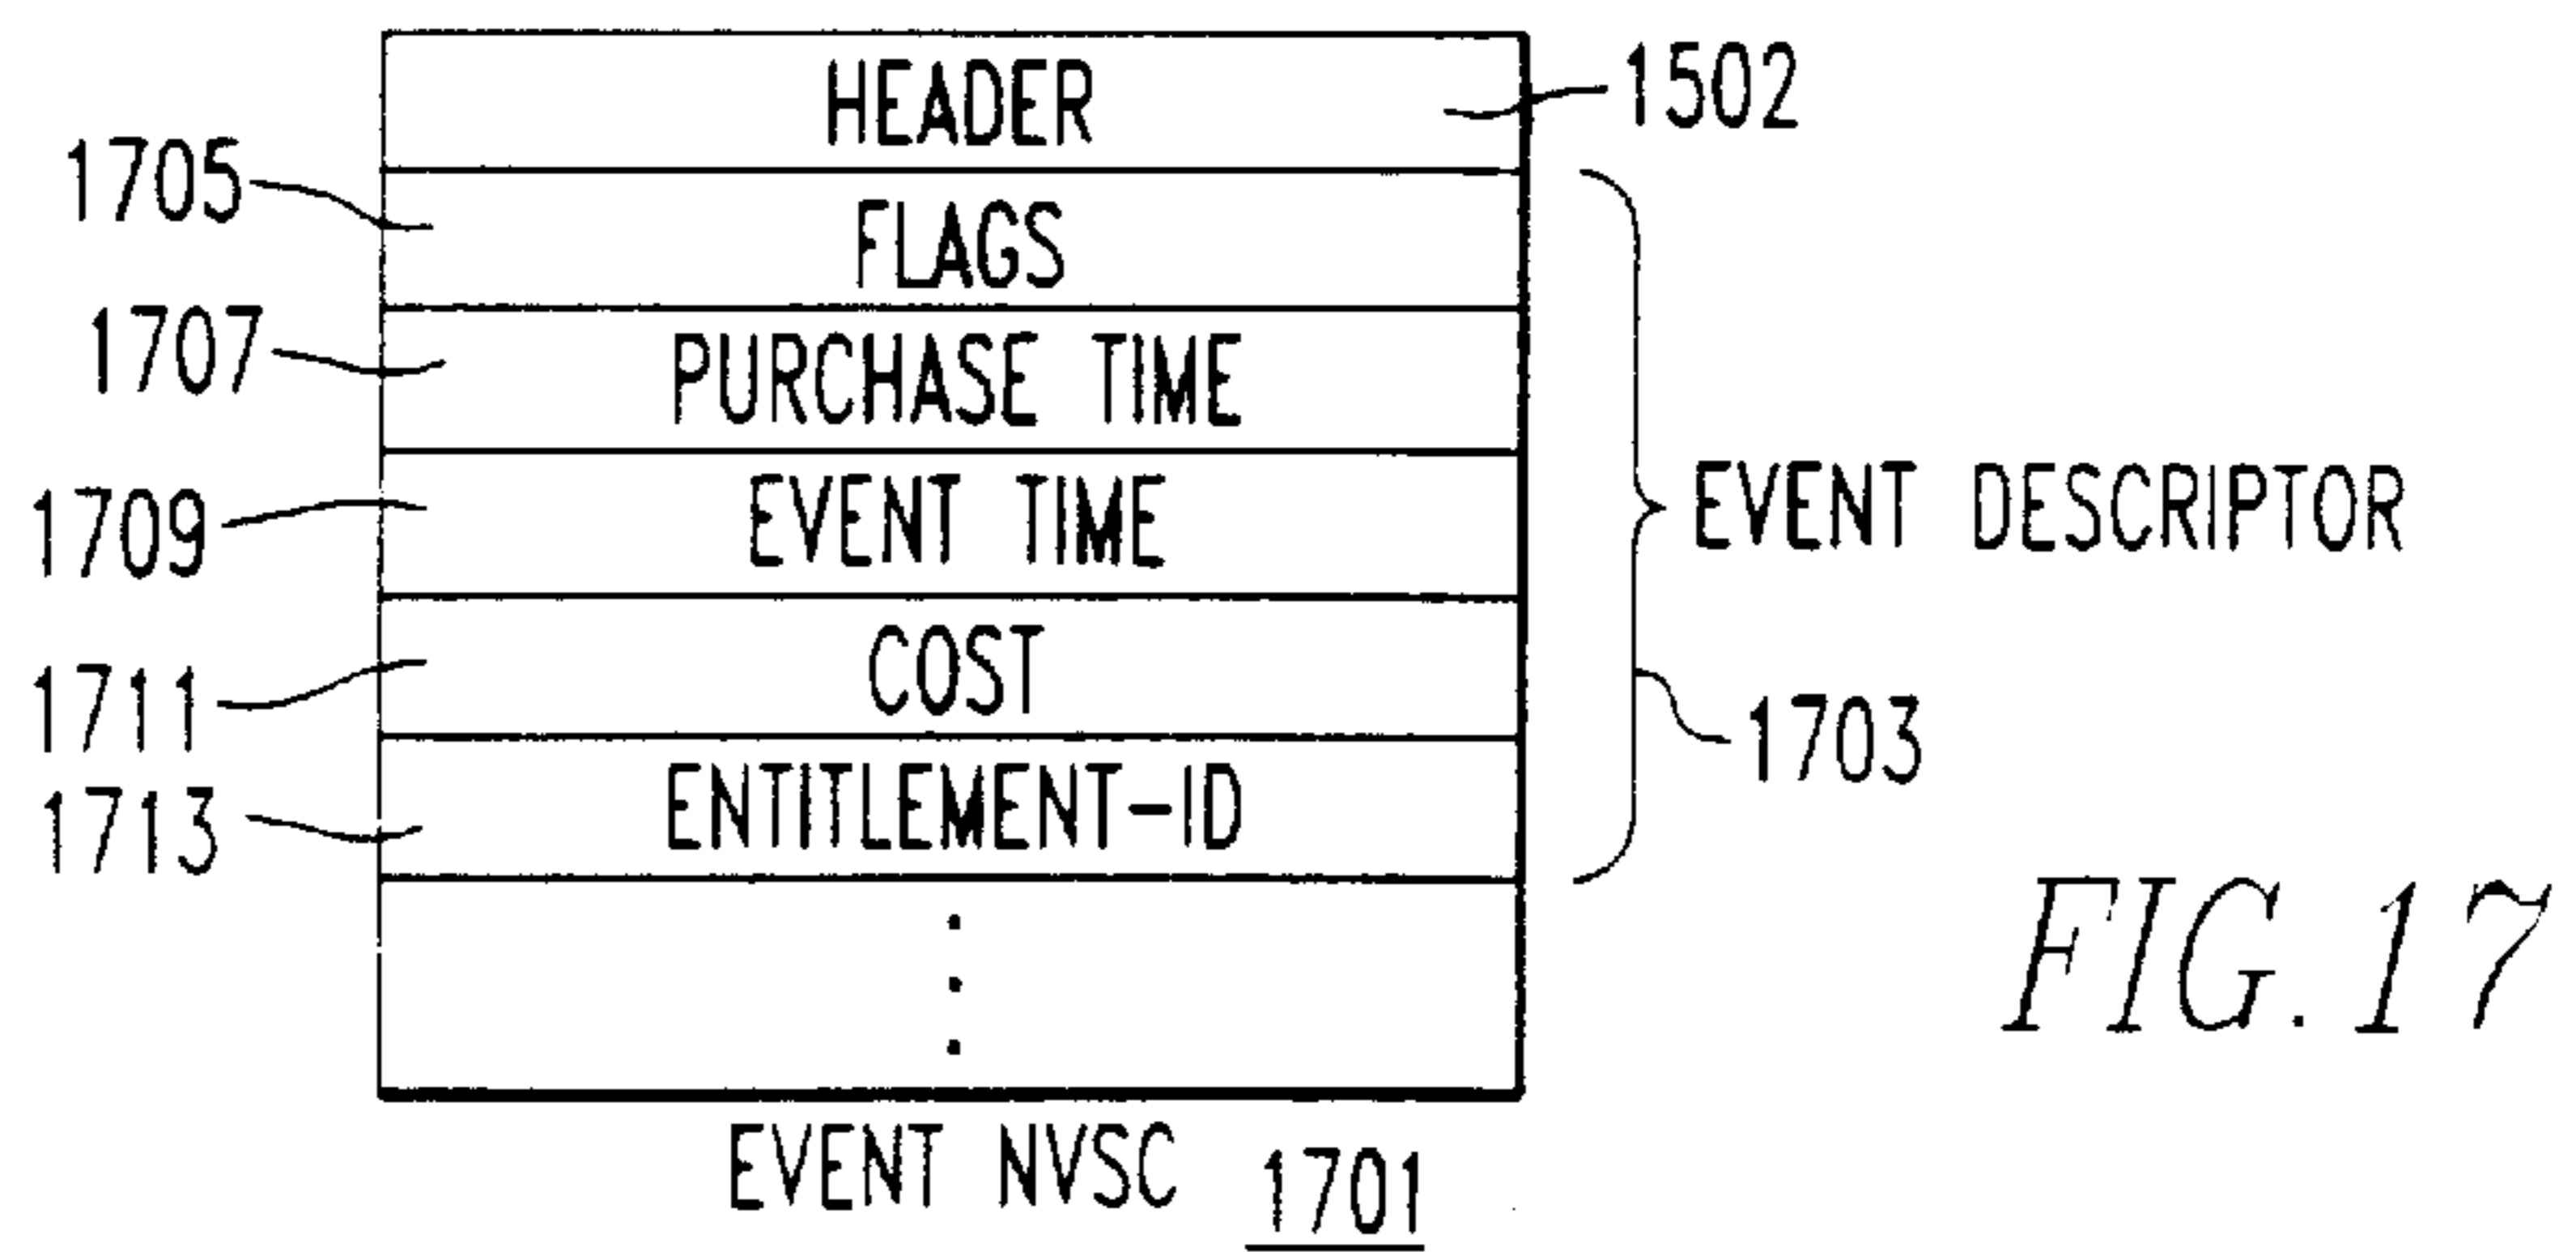 HEADER
1502
1705
FLAGS
1707
PURCHASE TIME
1709
EVENT TIME
EVENT DESCRIPTOR
1711
COST
1703
1713
ENTITLEMENT-ID
FIG. 17
EVENT NVSC 1701